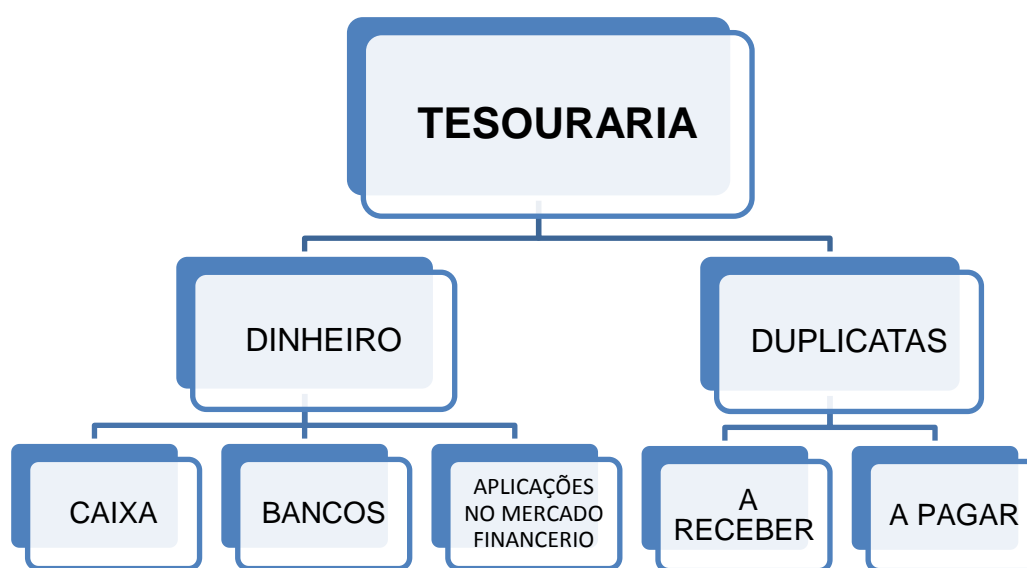 TESOURARIA
DINHEIRO
DUPLICATAS
CAIXA
BANCOS
APLICAÇÕES
NO MERCADO
FINANCERIO
A
RECEBER
A PAGAR